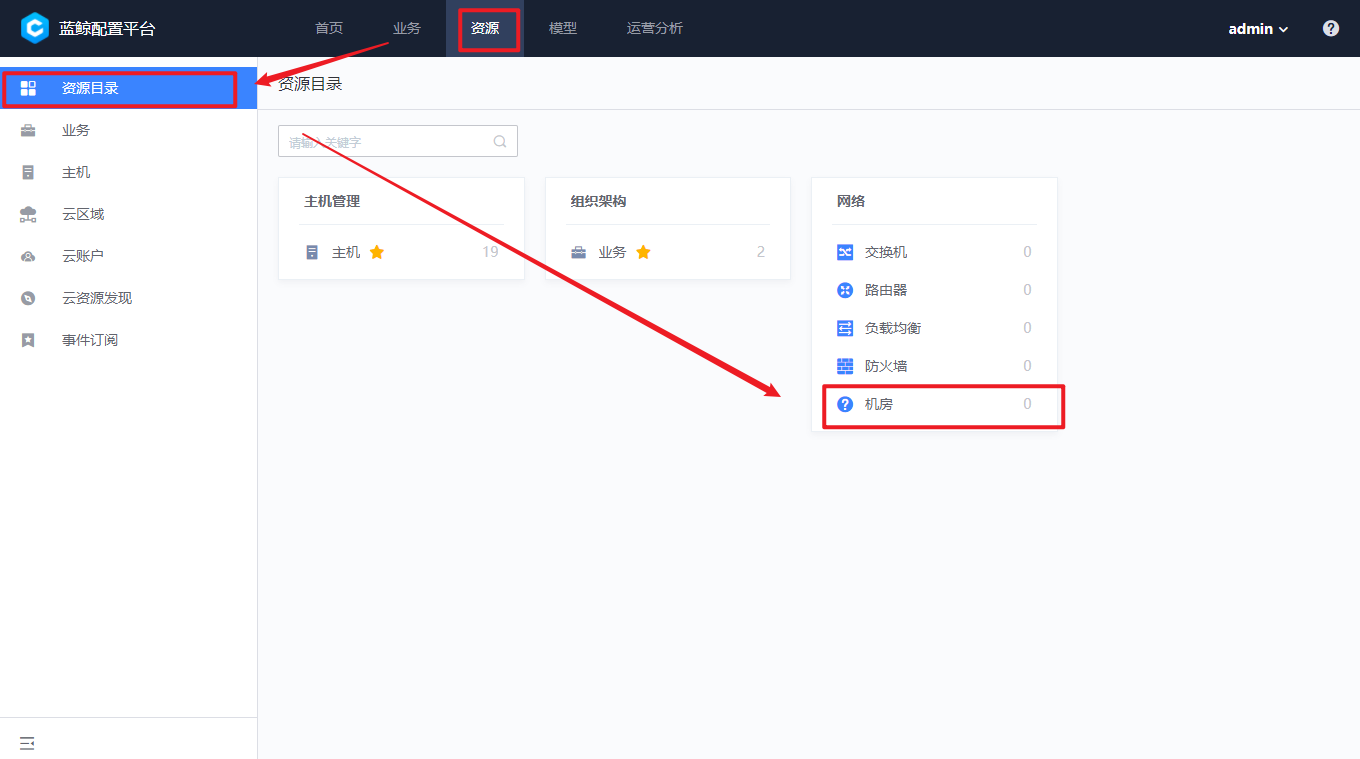 蓝鲸配置平台
首页
业务
资源
模型
运营分析
admin
资源目录
业务
主机
云区域
云账户
云资源发现
事件订阅
资源目录
请输入关键字
主机管理
主机 19
组织架构
业务 2
网络
交换机 0
路由器 0
负载均衡 0
防火墙 0
机房 0